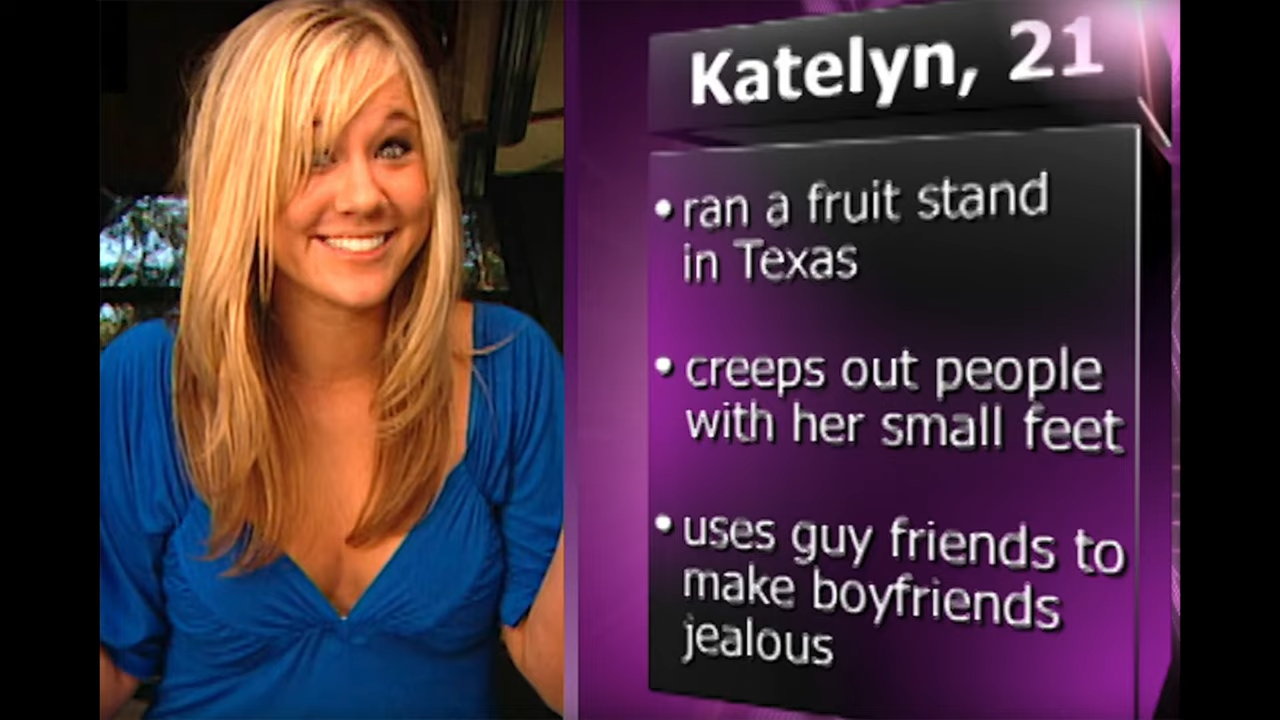 Katelyn, 21
• ran a fruit stand
in Texas
• creeps out people
with her small feet
• uses guy friends to
make boyfriends
jealous